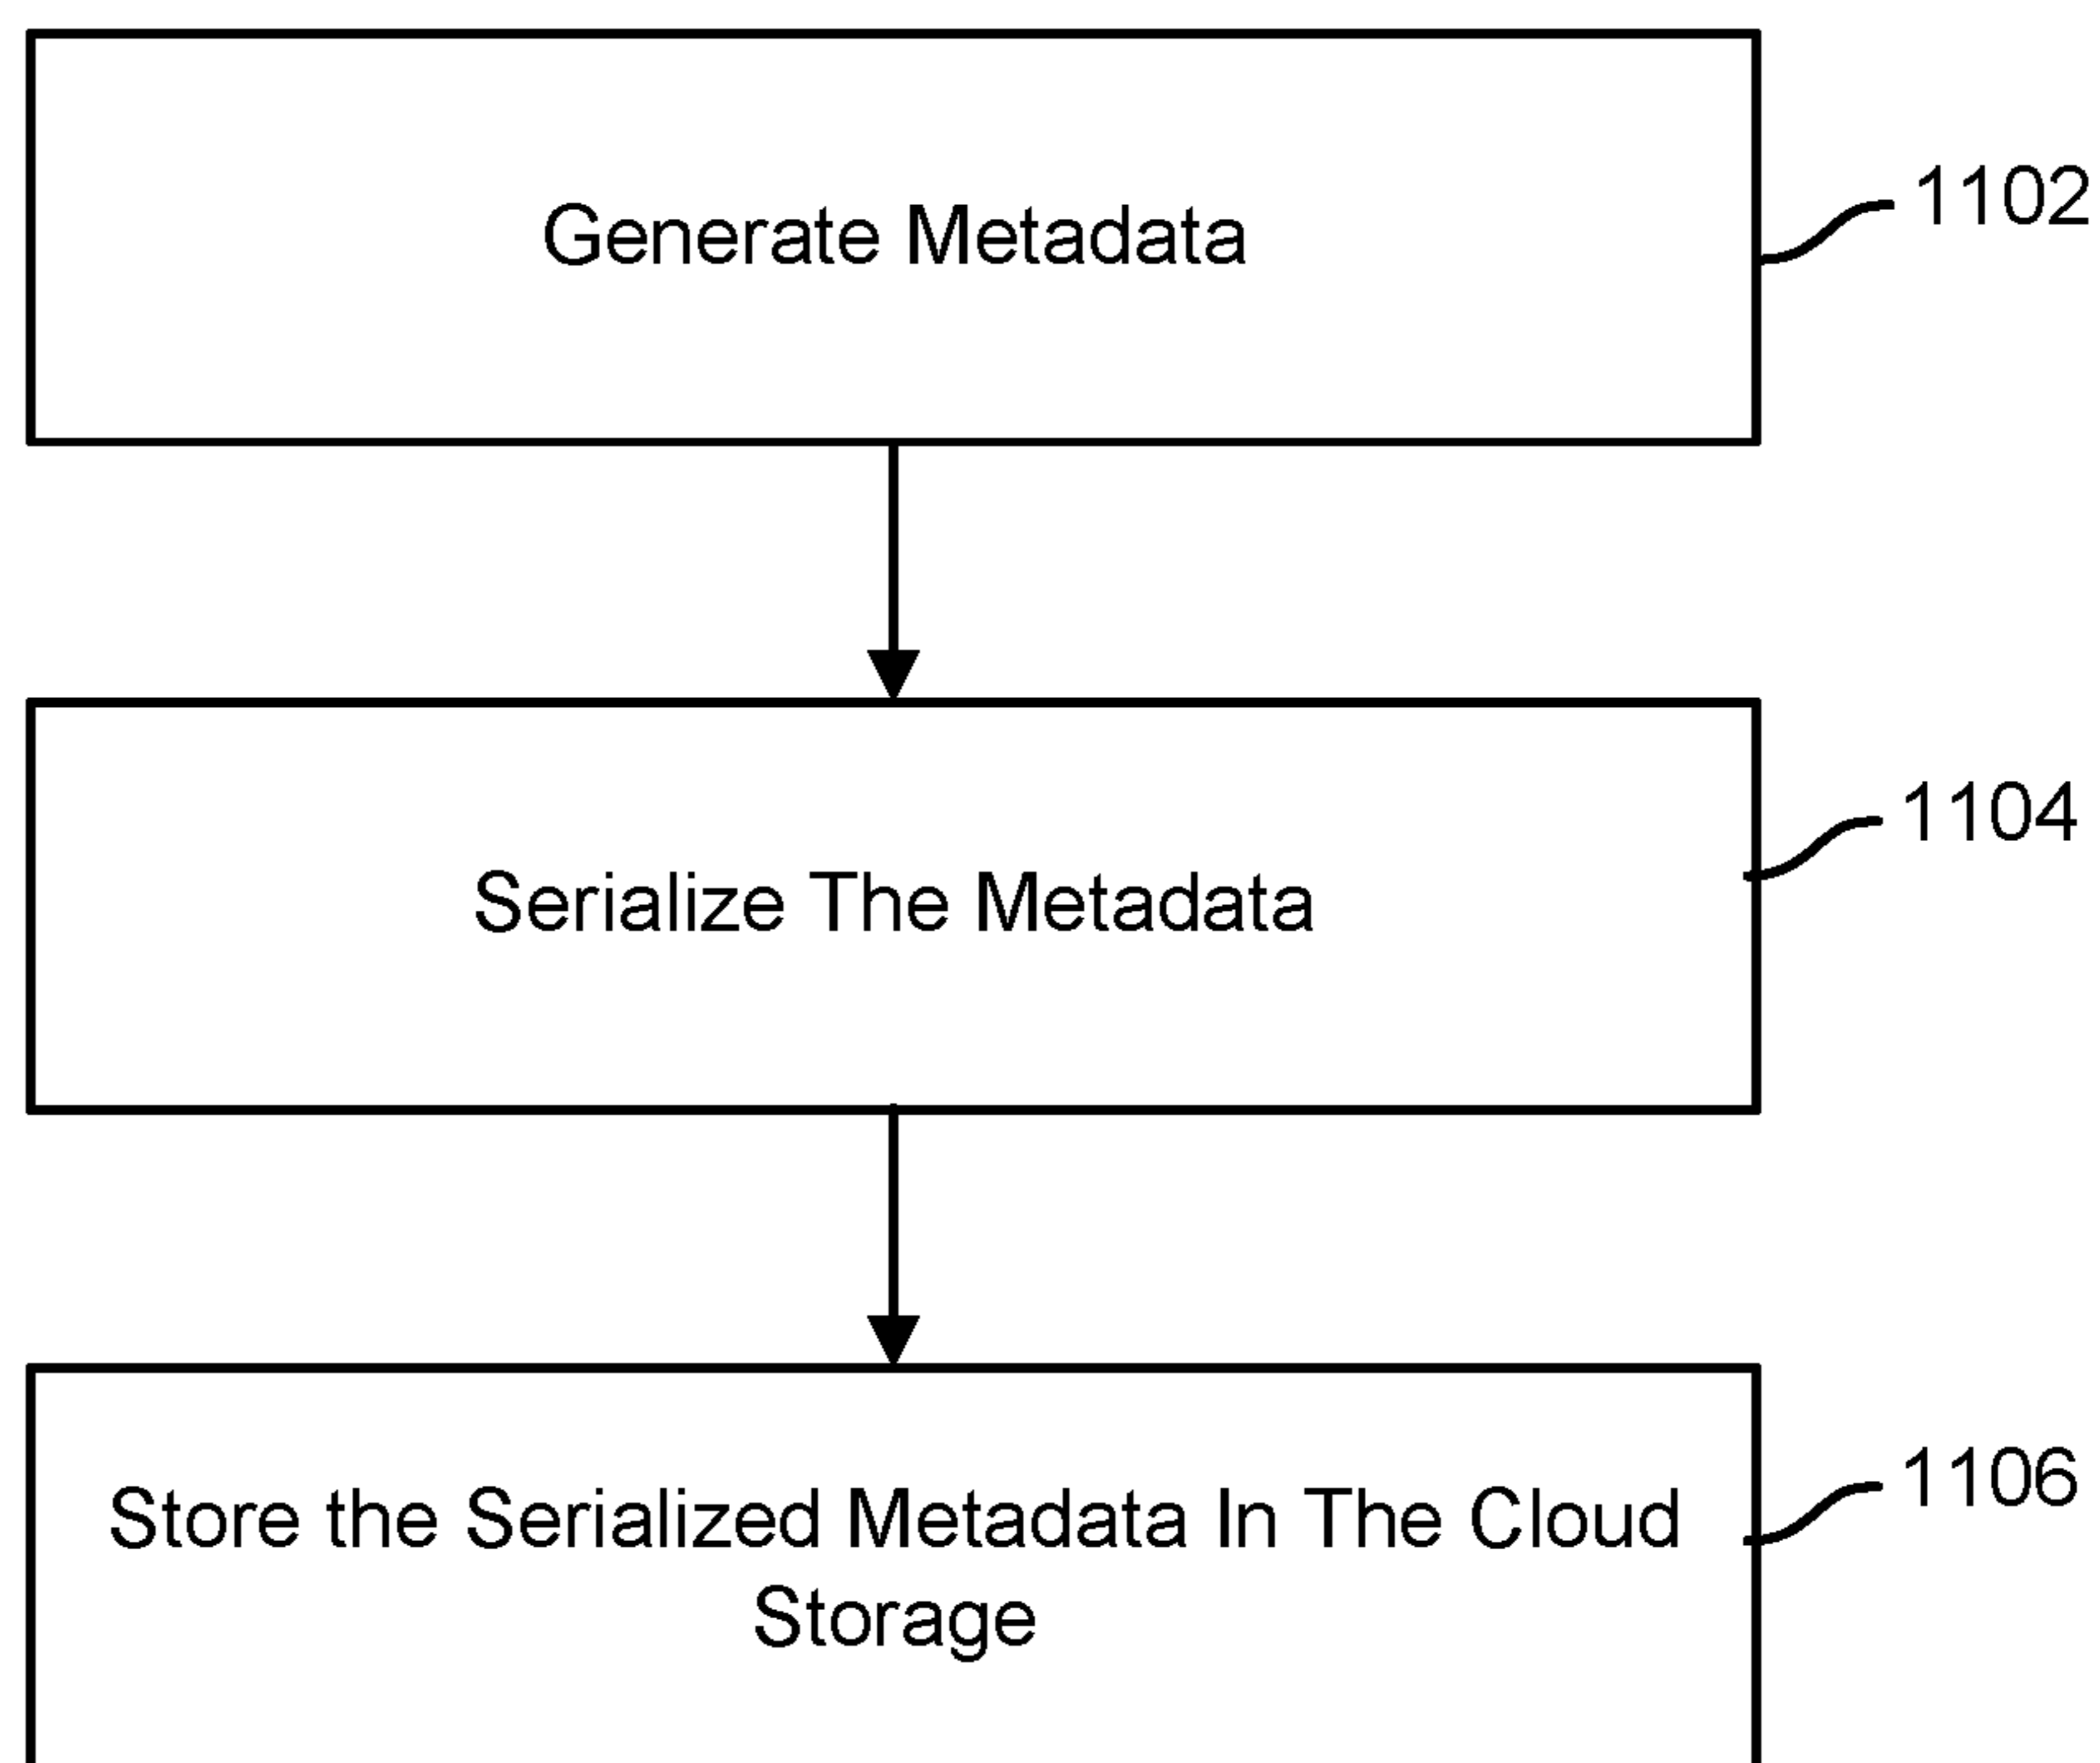 Generate Metadata
1102
Serialize The Metadata
1104
Store the Serialized Metadata In The Cloud
Storage
1106